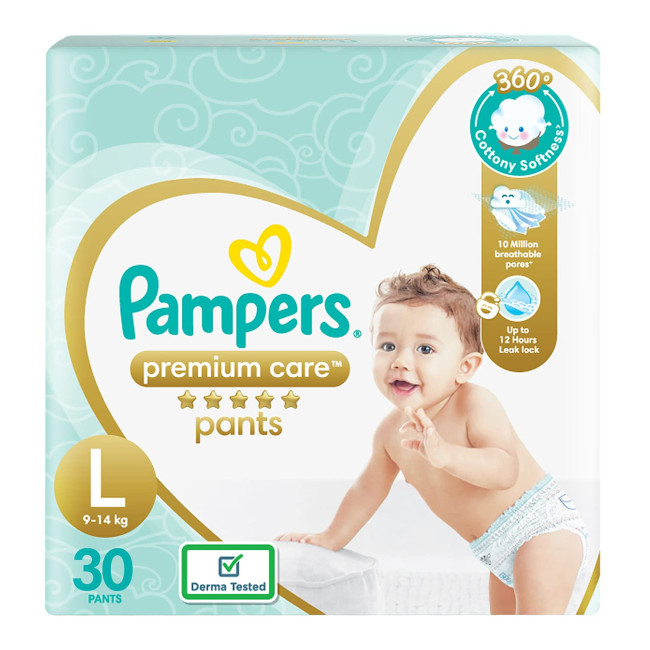 360°
Cottony Softness>
10 Million
breathable
pores*
Up to
12 Hours
Leak lock
Pampers®
premium care™
pants
L
9-14 kg
30
PANTS
Derma Tested